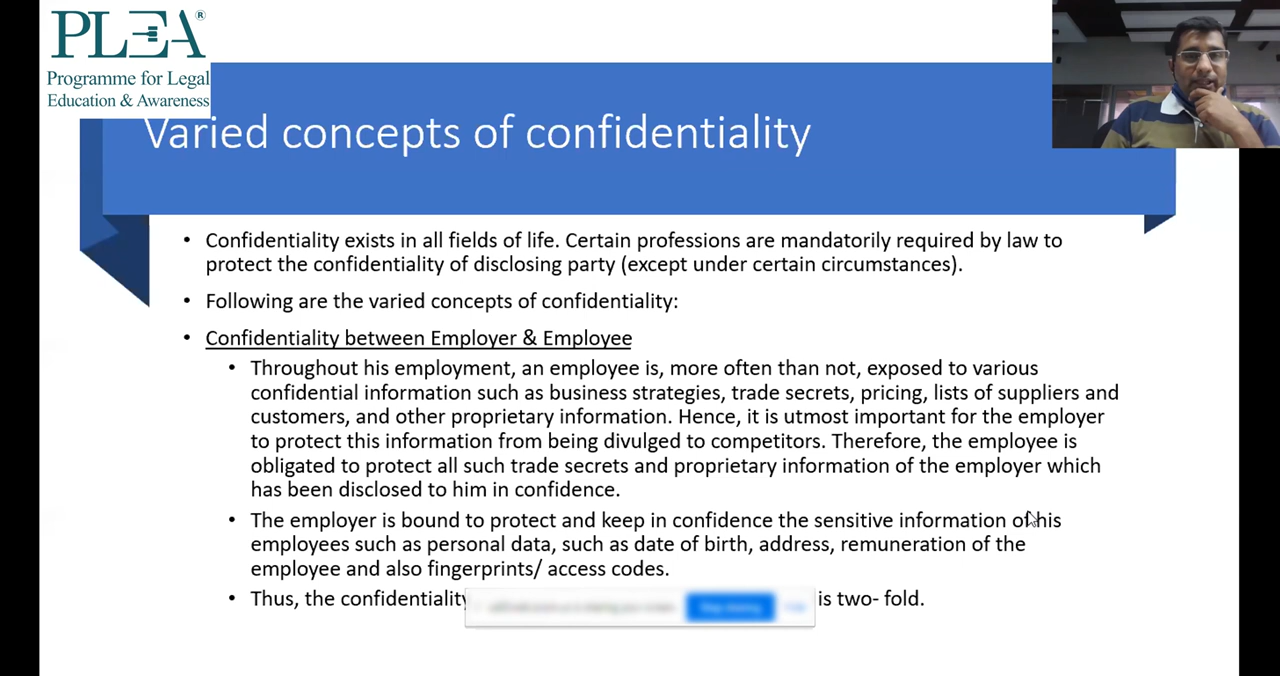 PLEA®
Programme for Legal
Education & Awareness
Varied concepts of confidentiality
• Confidentiality exists in all fields of life. Certain professions are mandatorily required by law to
protect the confidentiality of disclosing party (except under certain circumstances).
• Following are the varied concepts of confidentiality:
• Confidentiality between Employer & Employee
• Throughout his employment, an employee is, more often than not, exposed to various
confidential information such as business strategies, trade secrets, pricing, lists of suppliers and
customers, and other proprietary information. Hence, it is utmost important for the employer
to protect this information from being divulged to competitors. Therefore, the employee is
obligated to protect all such trade secrets and proprietary information of the employer which
has been disclosed to him in confidence.
• The employer is bound to protect and keep in confidence the sensitive information of his
employees such as personal data, such as date of birth, address, remuneration of the
employee and also fingerprints/ access codes.
• Thus, the confidentiality is two- fold.